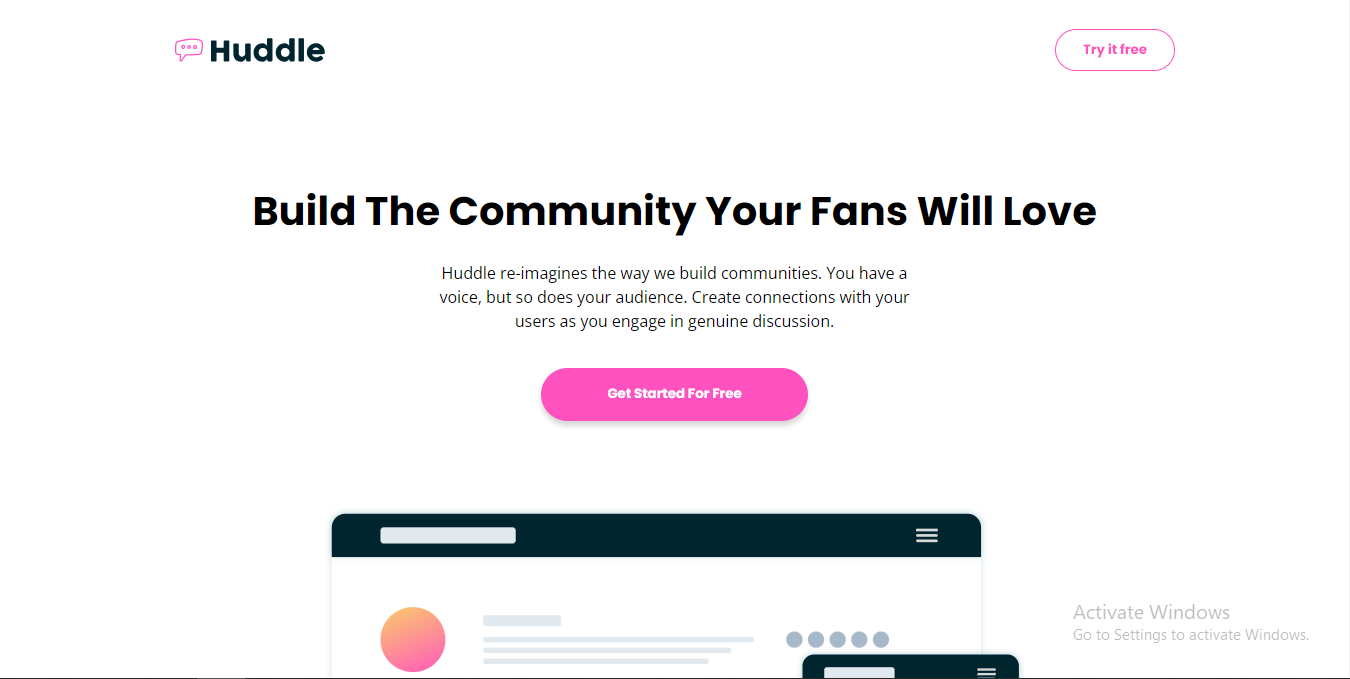 Huddle
Try it free
Build The Community Your Fans Will Love
Huddle re-imagines the way we build communities. You have a
voice, but so does your audience. Create connections with your
users as you engage in genuine discussion.
Get Started For Free
Activate Windows
Go to Settings to activate Windows.